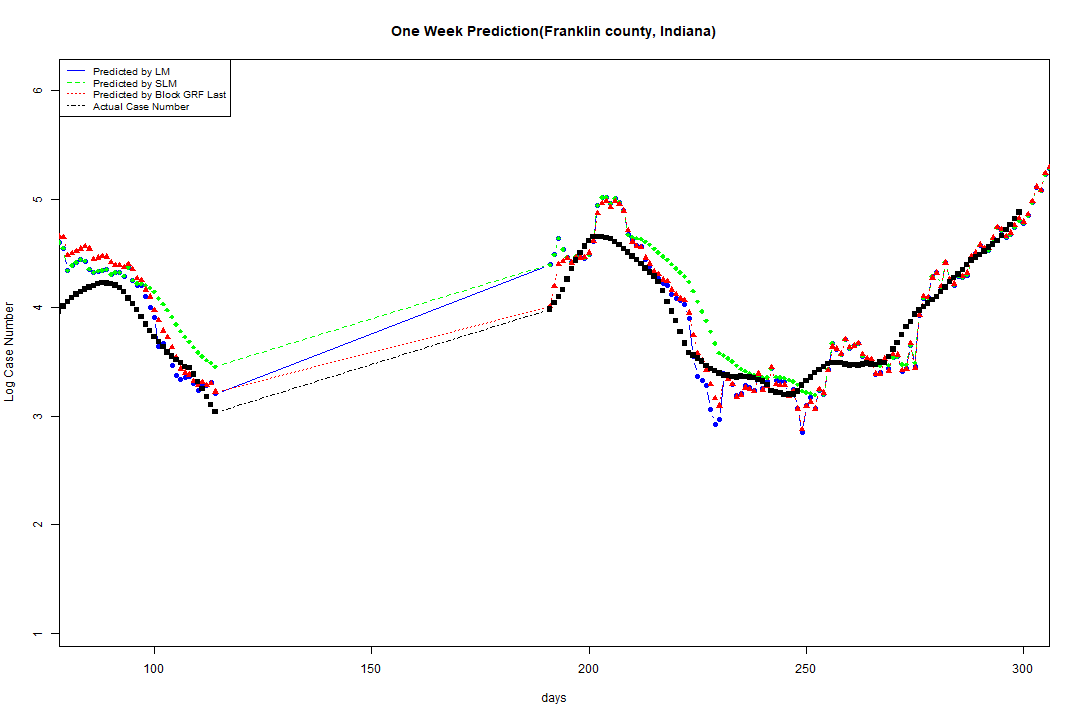 One Week Prediction(Franklin county, Indiana)
Predicted by LM
Predicted by SLM
Predicted by Block GRF Last
Actual Case Number
6
5
4
3
2
1
Log Case Number
100 150 200 250 300
days